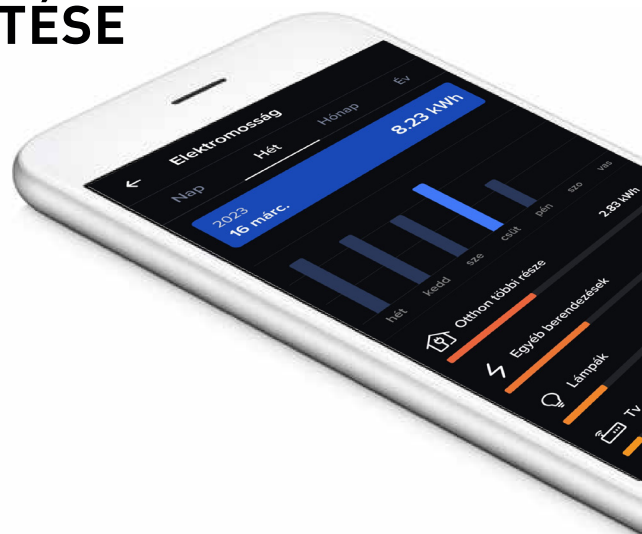 TÉSE
Elektromosság
Nap Hét Hónap Év
2023
16 márc. 8.23 kWh
hét kedd sze csüt pén szo vas
Otthon többi része 2.83 kWh
Egyéb berendezések
Lámpák
Tv